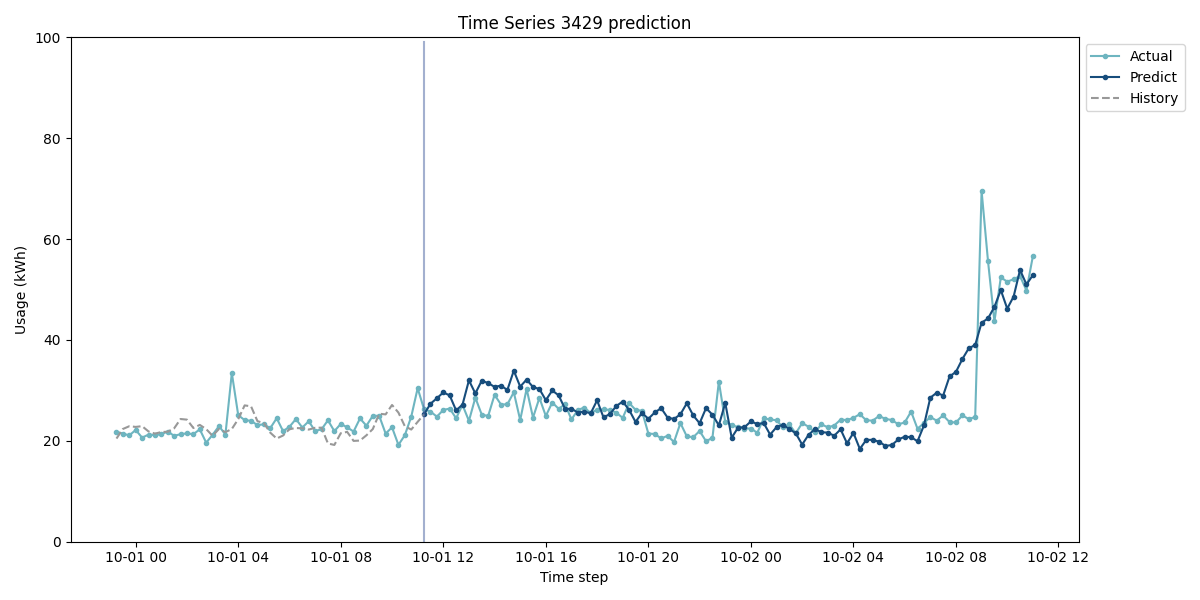 Time Series 3429 prediction
100
80
60
40
20
0
Usage (kWh)
10-01 00
10-01 04
10-01 08
10-01 12
10-01 16
10-01 20
10-02 00
10-02 04
10-02 08
10-02 12
Time step
Actual
Predict
History